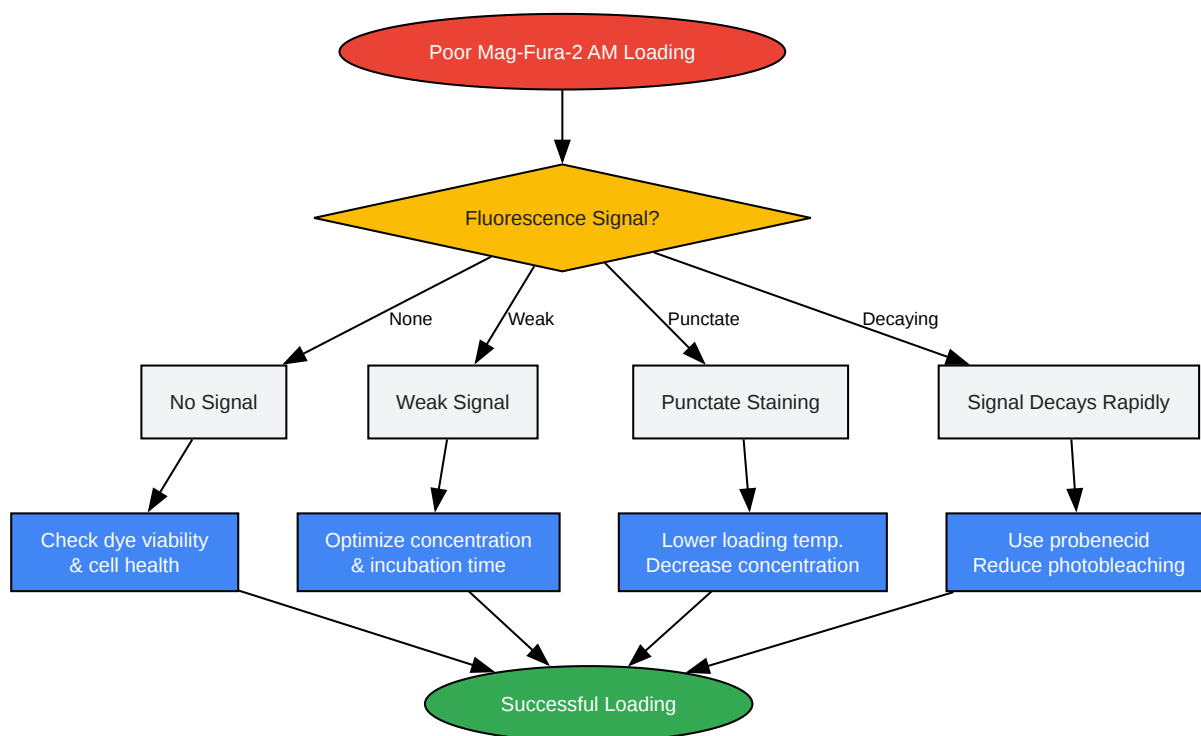 Poor Mag-Fura-2 AM Loading
Fluorescence Signal?
None
Weak
Punctate
Decaying
No Signal
Weak Signal
Punctate Staining
Signal Decays Rapidly
Check dye viability
& cell health
Optimize concentration
& incubation time
Lower loading temp.
Decrease concentration
Use probenecid
Reduce photobleaching
Successful Loading